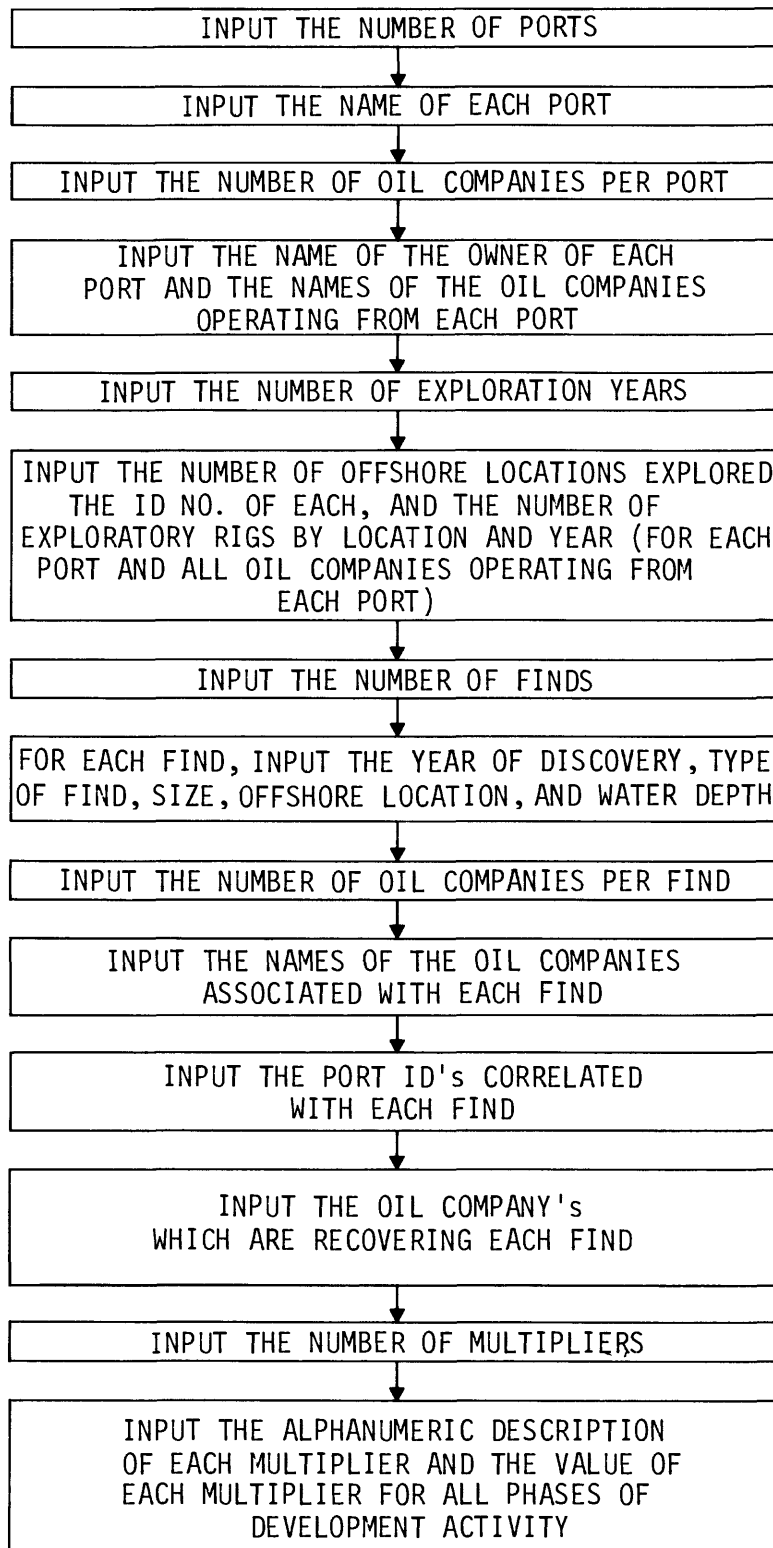 INPUT THE NUMBER OF PORTS
INPUT THE NAME OF EACH PORT
INPUT THE NUMBER OF OIL COMPANIES PER PORT
INPUT THE NAME OF THE OWNER OF EACH
PORT AND THE NAMES OF THE OIL COMPANIES
OPERATING FROM EACH PORT
INPUT THE NUMBER OF EXPLORATION YEARS
INPUT THE NUMBER OF OFFSHORE LOCATIONS EXPLORED
THE ID NO. OF EACH, AND THE NUMBER OF
EXPLORATORY RIGS BY LOCATION AND YEAR (FOR EACH
PORT AND ALL OIL COMPANIES OPERATING FROM
EACH PORT)
INPUT THE NUMBER OF FINDS
FOR EACH FIND, INPUT THE YEAR OF DISCOVERY, TYPE
OF FIND, SIZE, OFFSHORE LOCATION, AND WATER DEPTH
INPUT THE NUMBER OF OIL COMPANIES PER FIND
INPUT THE NAMES OF THE OIL COMPANIES
ASSOCIATED WITH EACH FIND
INPUT THE PORT ID's CORRELATED
WITH EACH FIND
INPUT THE OIL COMPANY's
WHICH ARE RECOVERING EACH FIND
INPUT THE NUMBER OF MULTIPLIERS
INPUT THE ALPHANUMERIC DESCRIPTION
OF EACH MULTIPLIER AND THE VALUE OF
EACH MULTIPLIER FOR ALL PHASES OF
DEVELOPMENT ACTIVITY